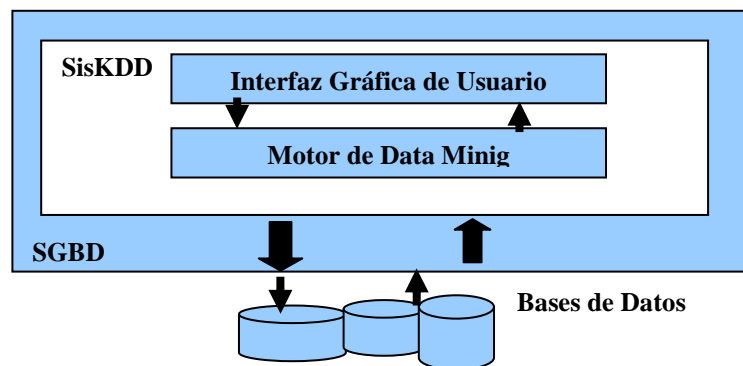 SisKDD
Interfaz Gráfica de Usuario
Motor de Data Minig
SGBD
Bases de Datos